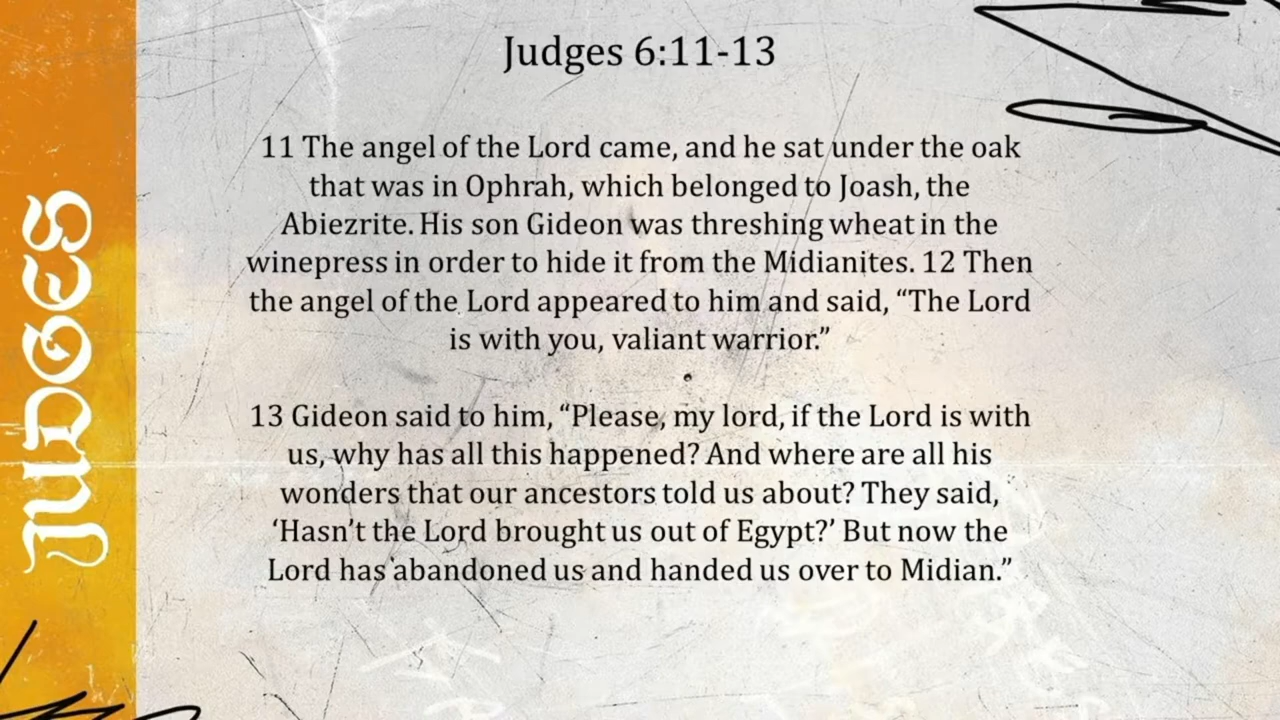 JUDGES
Judges 6:11-13
11 The angel of the Lord came, and he sat under the oak
that was in Ophrah, which belonged to Joash, the
Abiezrite. His son Gideon was threshing wheat in the
winepress in order to hide it from the Midianites. 12 Then
the angel of the Lord appeared to him and said, “The Lord
is with you, valiant warrior.”
13 Gideon said to him, “Please, my lord, if the Lord is with
us, why has all this happened? And where are all his
wonders that our ancestors told us about? They said,
‘Hasn’t the Lord brought us out of Egypt?’ But now the
Lord has abandoned us and handed us over to Midian.”